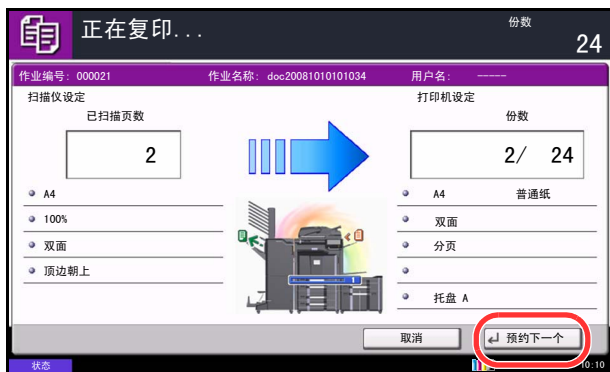 正在复印...
份数
24
作业编号: 000021 作业名称: doc20081010101034 用户名: -----
扫描仪设定
打印机设定
已扫描页数
份数
2
2/ 24
A4
A4 普通纸
100%
双面
双面
分页
顶边朝上
托盘 A
取消
预约下一个
状态
10:10